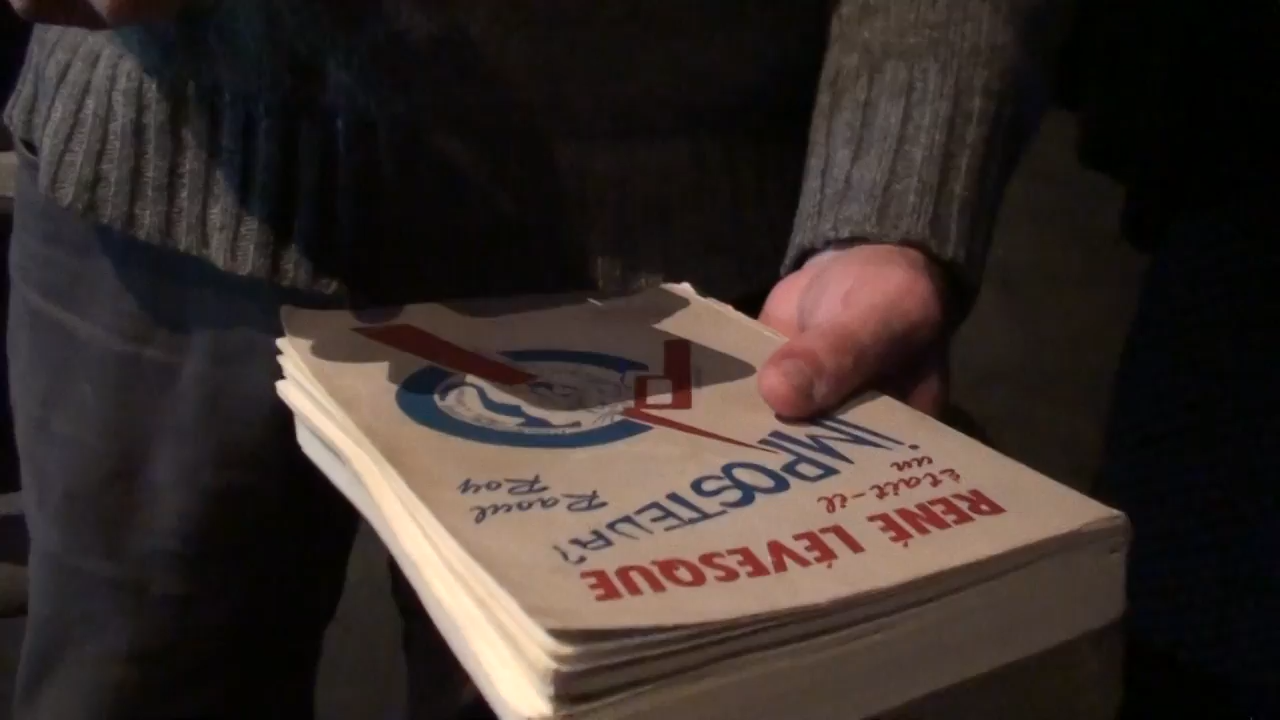 RENÉ LÉVESQUE
était-il
un
iMPOSTEUR?
Raoul
Roy